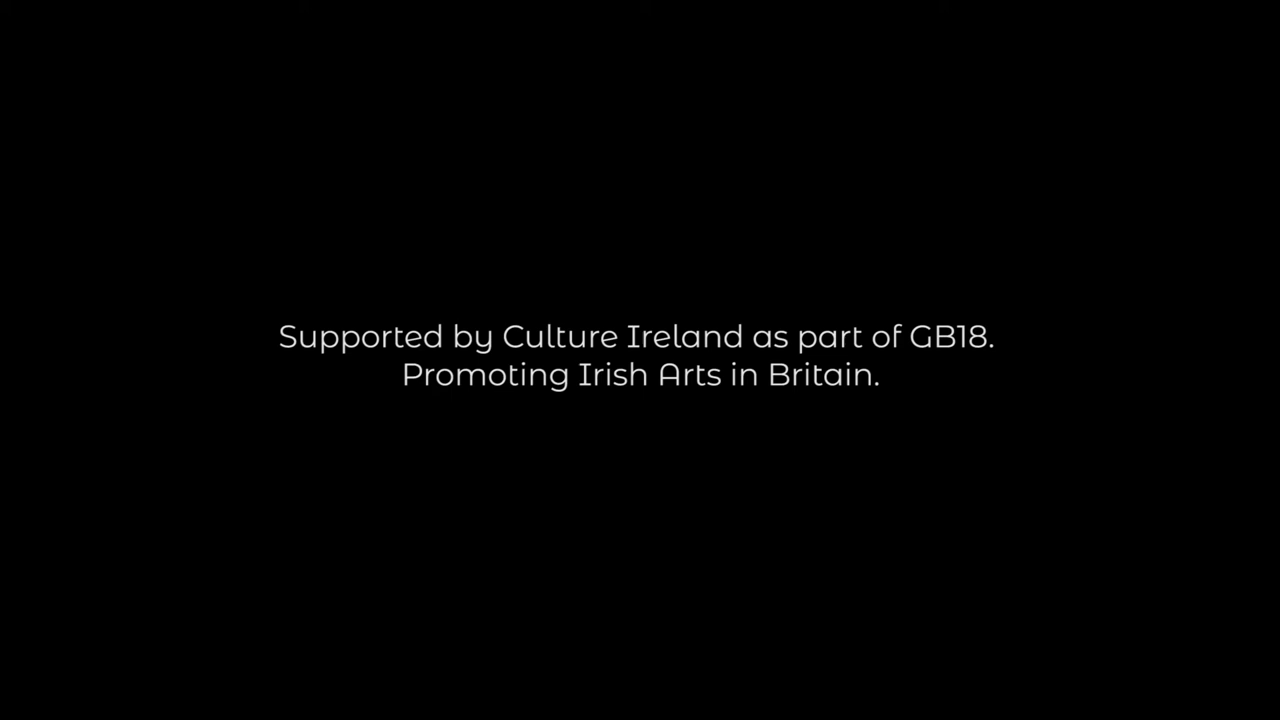 Supported by Culture Ireland as part of GB18.
Promoting Irish Arts in Britain.